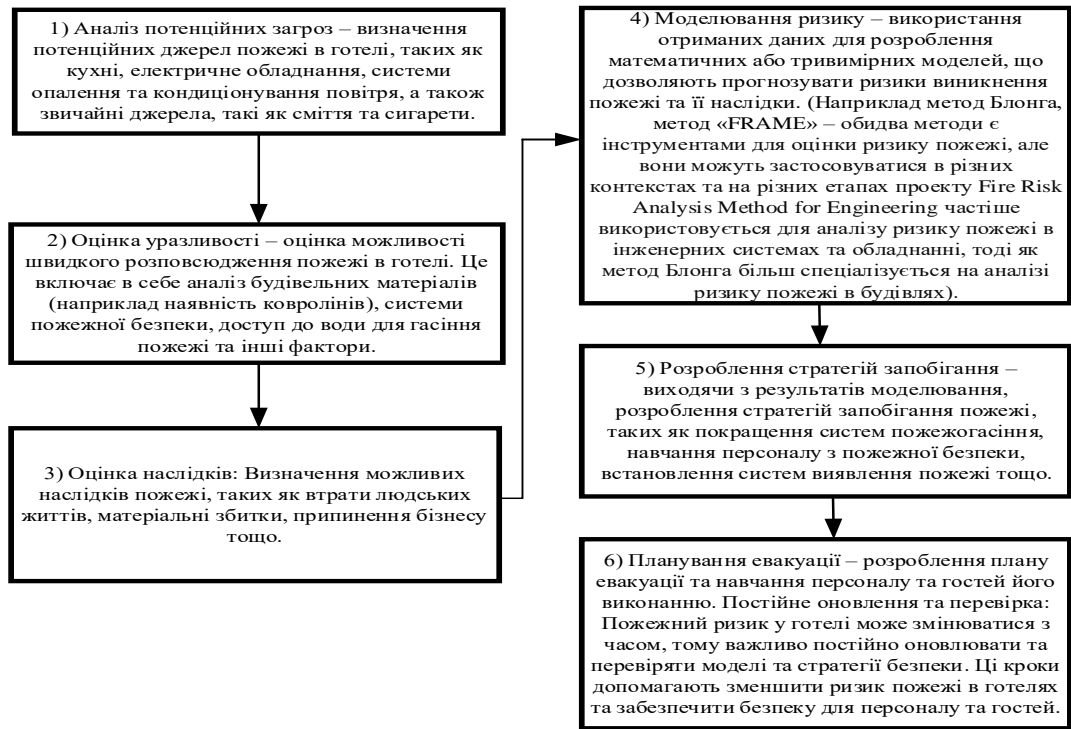 1) Аналіз потенційних загроз – визначення
потенційних джерел пожежі в готелі, таких як
кухні, електричне обладнання, системи
опалення та кондиціонування повітря, а також
звичайні джерела, такі як сміття та сигарети.
2) Оцінка уразливості – оцінка можливості
швидкого розповсюдження пожежі в готелі. Це
включає в себе аналіз будівельних матеріалів
(наприклад наявність ковролінів), системи
пожежної безпеки, доступ до води для гасіння
пожежі та інші фактори.
3) Оцінка наслідків: Визначення можливих
наслідків пожежі, таких як втрати людських
життів, матеріальні збитки, припинення бізнесу
тощо.
4) Моделювання ризику – використання
отриманих даних для розроблення
математичних або тривимірних моделей, що
дозволяють прогнозувати ризики виникнення
пожежі та її наслідки. (Наприклад метод Блонга,
метод «FRAME» – обидва методи є
інструментами для оцінки ризику пожежі, але
вони можуть застосовуватися в різних
контекстах та на різних етапах проекту Fire Risk
Analysis Method for Engineering частіше
використовується для аналізу ризику пожежі в
інженерних системах та обладнанні, тоді як
метод Блонга більш спеціалізується на аналізі
ризику пожежі в будівлях).
5) Розроблення стратегій запобігання –
виходячи з результатів моделювання,
розроблення стратегій запобігання пожежі,
таких як покращення систем пожежогасіння,
навчання персоналу з пожежної безпеки,
встановлення систем виявлення пожежі тощо.
6) Планування евакуації – розроблення плану
евакуації та навчання персоналу та гостей його
виконанню. Постійне оновлення та перевірка:
Пожежний ризик у готелі може змінюватися з
часом, тому важливо постійно оновлювати та
перевіряти моделі та стратегії безпеки. Ці кроки
допомагають зменшити ризик пожежі в готелях
та забезпечити безпеку для персоналу та гостей.